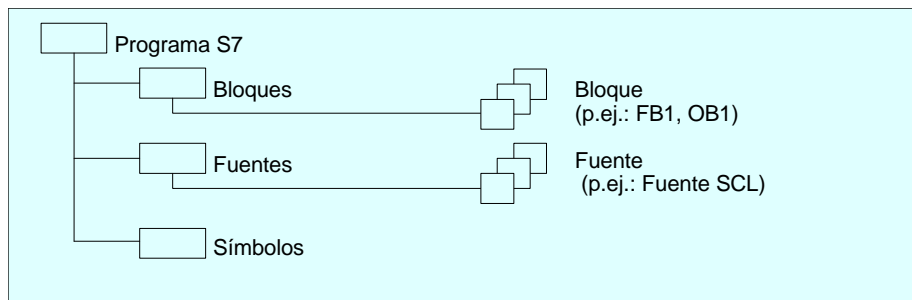 Programa S7
Bloques
Bloque
(p.ej.: FB1, OB1)
Fuentes
Fuente
(p.ej.: Fuente SCL)
Símbolos